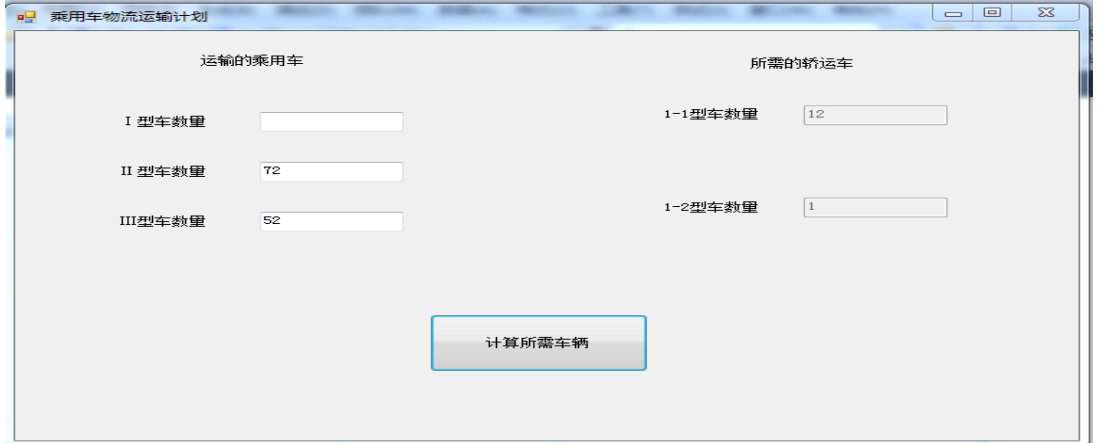 乘用车物流运输计划
运输的乘用车
所需的轿运车
I 型车数量
1-1型车数量 12
II 型车数量 72
III型车数量 52
1-2型车数量 1
计算所需车辆